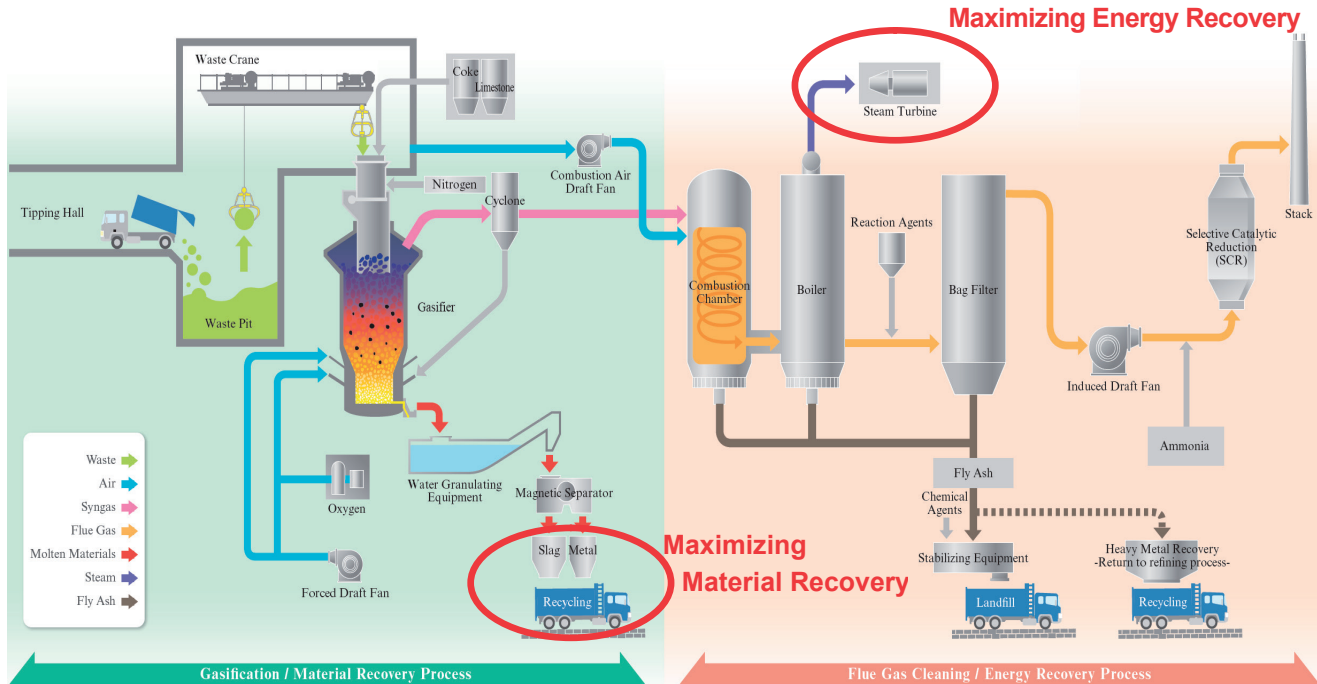 Maximizing Energy Recovery
Waste Crane
Coke
Limestone
Steam Turbine
Nitrogen
Cyclone
Combustion Air
Draft Fan
Stack
Tipping Hall
Reaction Agents
Selective Catalytic
Reduction
(SCR)
Gasifier
Combustion
Chamber
Boiler
Bag Filter
Waste Pit
Induced Draft Fan
Waste
Air
Syngas
Flue Gas
Molten Materials
Steam
Fly Ash
Water Granulating
Equipment
Magnetic Separator
Oxygen
Forced Draft Fan
Slag
Metal
Recycling
Maximizing
Material Recovery
Ammonia
Fly Ash
Chemical
Agents
Stabilizing Equipment
Landfill
Heavy Metal Recovery
-Return to refining process-
Recycling
Gasification / Material Recovery Process
Flue Gas Cleaning / Energy Recovery Process